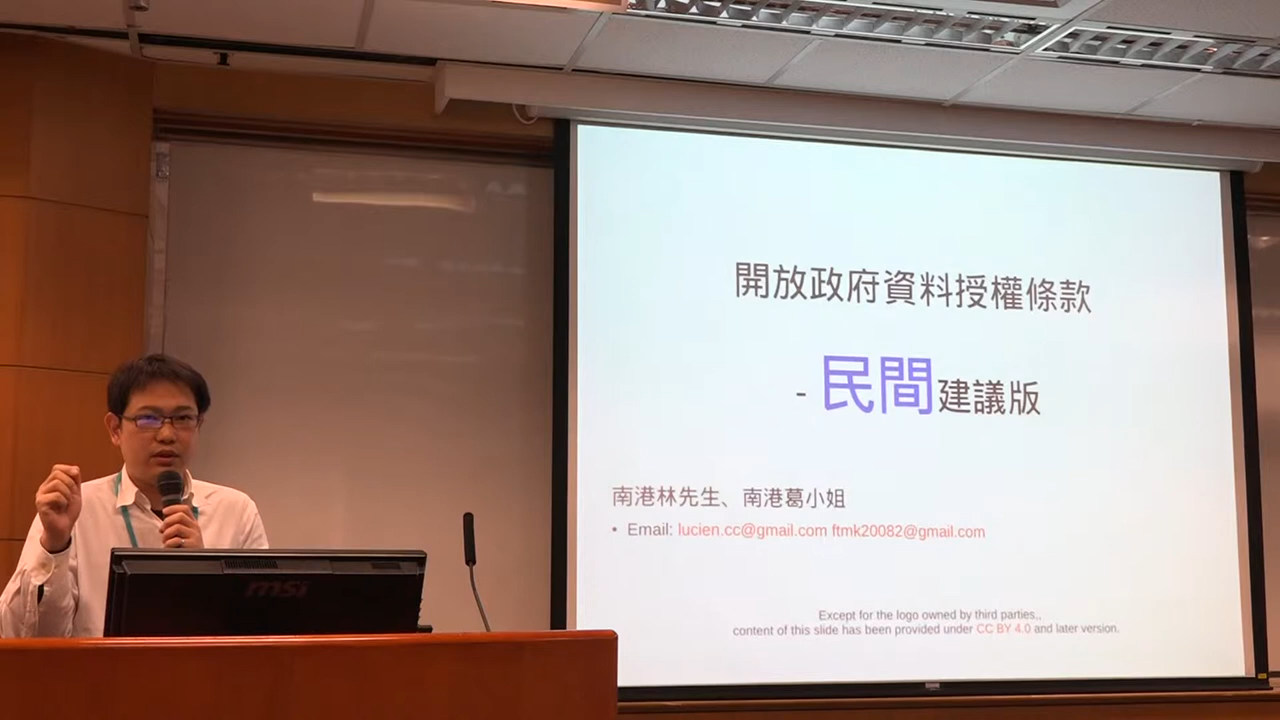 開放政府資料授權條款
- 民間建議版
南港林先生、南港葛小姐
• Email: lucien.cc@gmail.com ftmk20082@gmail.com
Except for the logo owned by third parties,,
content of this slide has been provided under CC BY 4.0 and later version.
msi